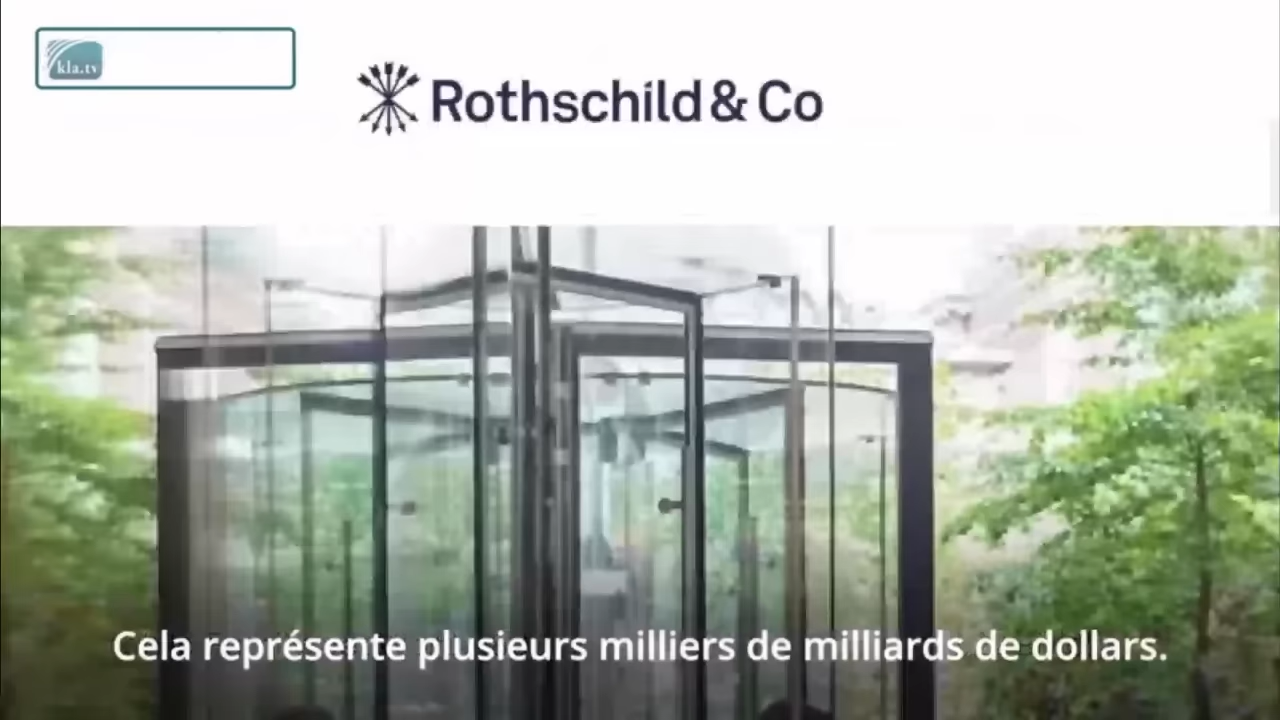 kla.tv
Rothschild & Co
Cela représente plusieurs milliers de milliards de dollars.